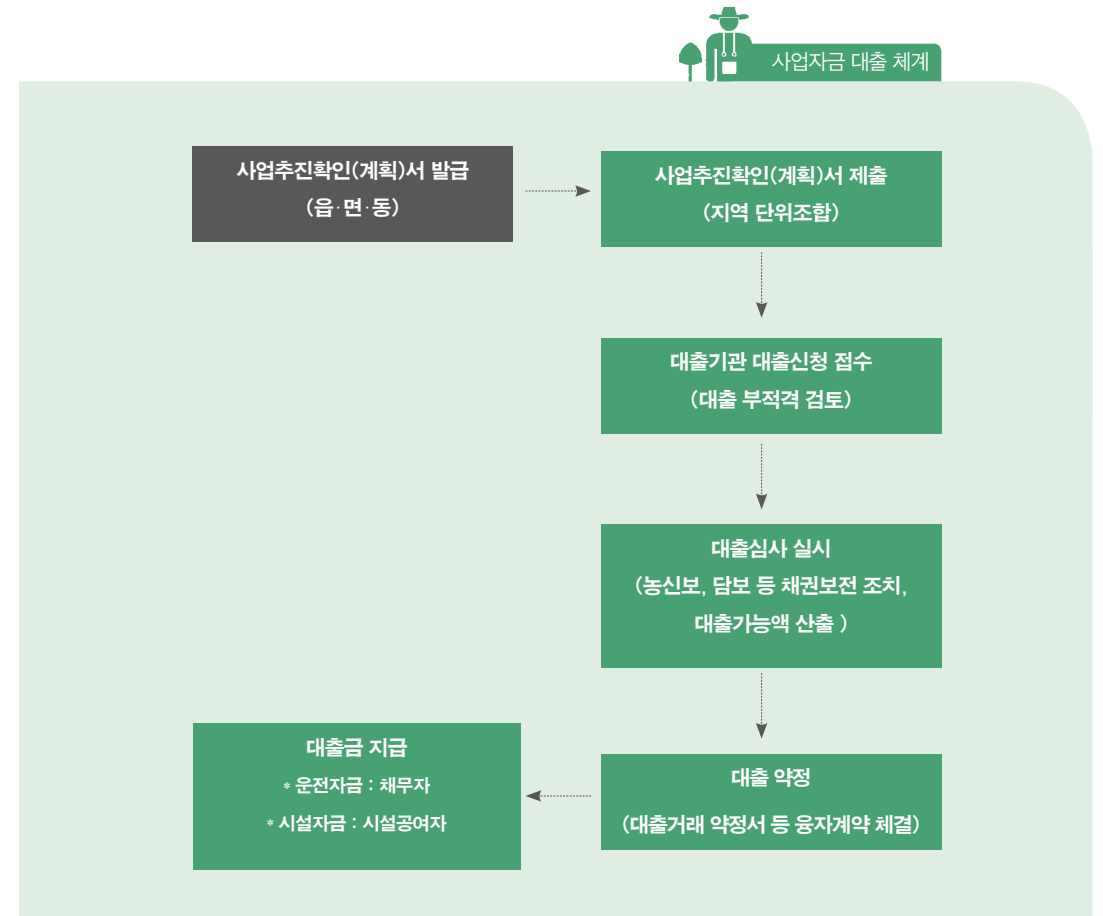 사업자금 대출 체계
사업추진확인(계획)서 발급
(읍·면·동)
사업추진확인(계획)서 제출
(지역 단위조합)
대출기관 대출신청 접수
(대출 부적격 검토)
대출심사 실시
(농신보, 담보 등 채권보전 조치,
대출가능액 산출 )
대출 약정
(대출거래 약정서 등 융자계약 체결)
대출금 지급
* 운전자금 : 채무자
* 시설자금 : 시설공여자